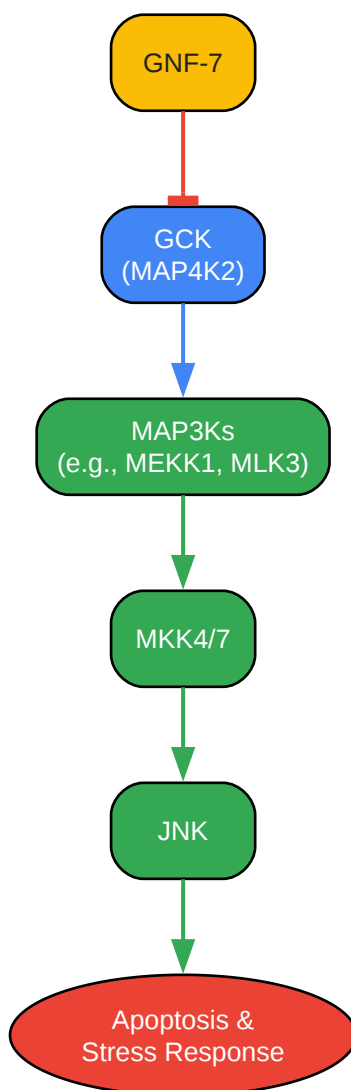 GNF-7
GCK
(MAP4K2)
MAP3Ks
(e.g., MEKK1, MLK3)
MKK4/7
JNK
Apoptosis &
Stress Response